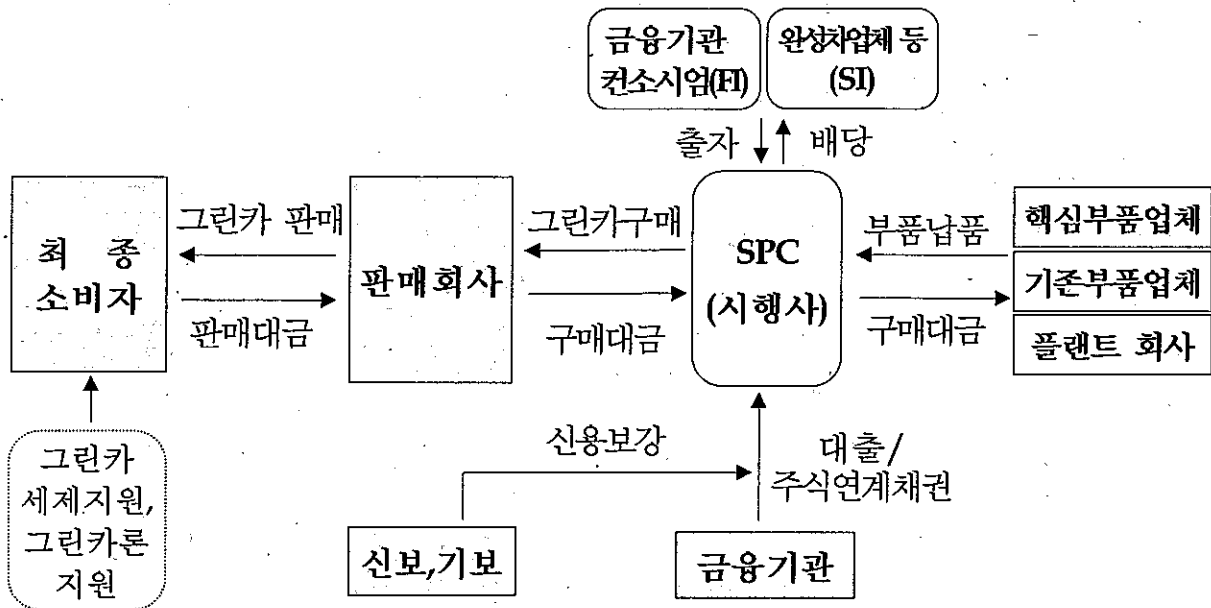 금융기관
컨소시엄(FI)
완성차업체 등
(SI)
출자
배당
최 종
소비자
그린카 판매
판매대금
판매회사
그린카구매
구매대금
SPC
(시행사)
부품납품
구매대금
핵심부품업체
기존부품업체
플랜트 회사
그린카
세제지원,
그린카론
지원
신용보강
대출/
주식연계채권
신보,기보
금융기관